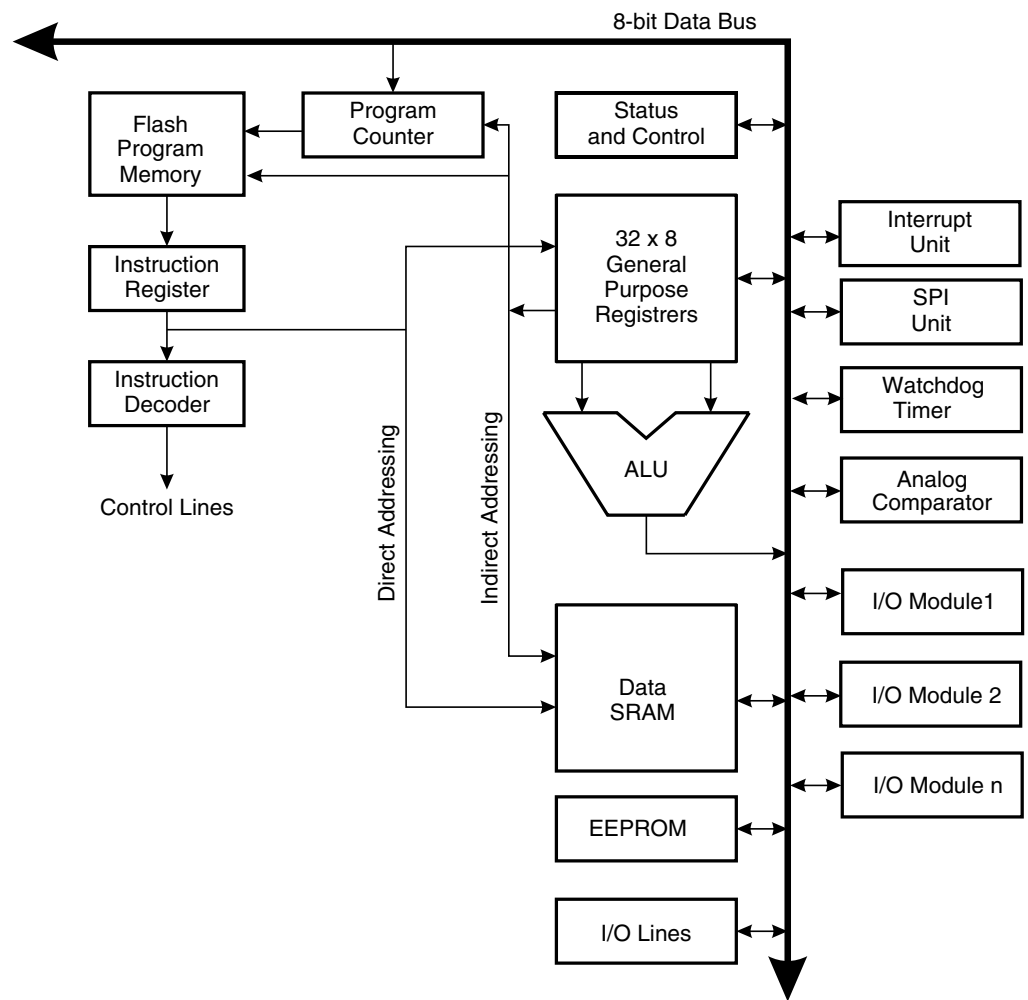 8-bit Data Bus
Flash
Program
Memory
Program
Counter
Status
and Control
Interrupt
Unit
32 x 8
General
Purpose
Registrers
Instruction
Register
SPI
Unit
Instruction
Decoder
Watchdog
Timer
ALU
Analog
Comparator
Control Lines
Direct Addressing
Indirect Addressing
I/O Module1
Data
SRAM
I/O Module 2
I/O Module n
EEPROM
I/O Lines